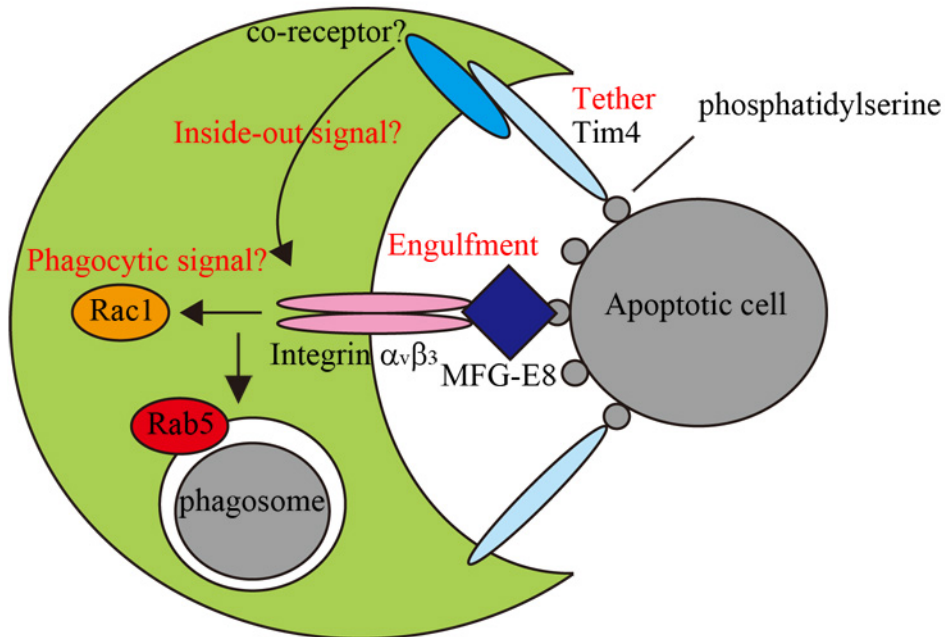 co-receptor?
Tether
Tim4
phosphatidylserine
Inside-out signal?
Engulfment
Phagocytic signal?
Rac1
Integrin αvβ3
MFG-E8
Apoptotic cell
Rab5
phagosome